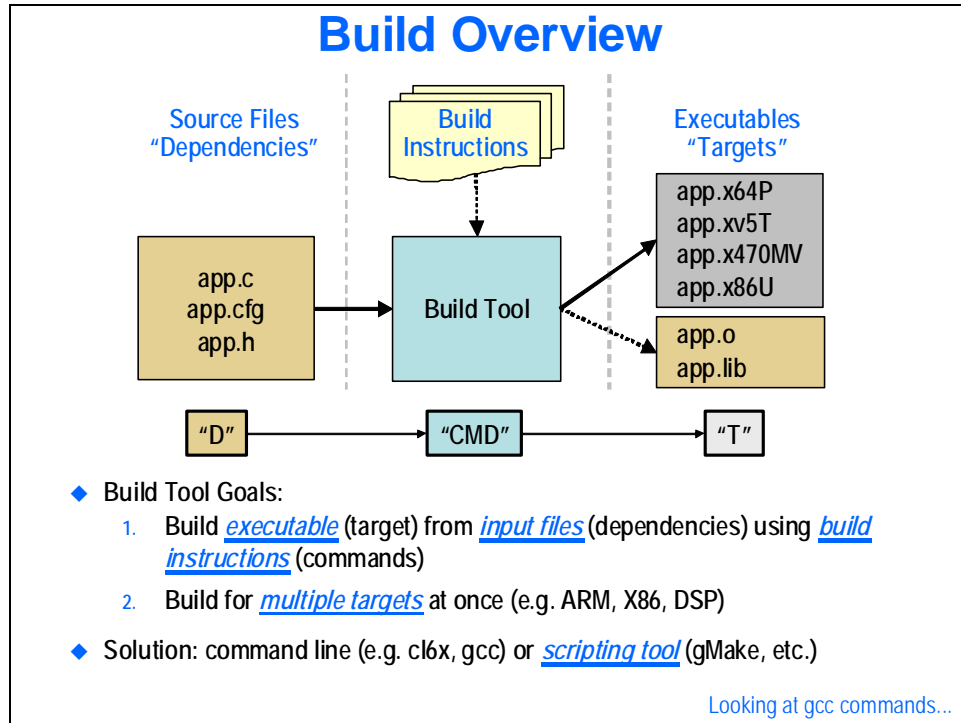 Build Overview
Source Files
“Dependencies”
Build
Instructions
Executables
“Targets”
app.c
app.cfg
app.h
Build Tool
app.x64P
app.xv5T
app.x470MV
app.x86U
app.o
app.lib
“D”
“CMD”
“T”
Build Tool Goals:
1. Build executable (target) from input files (dependencies) using build
instructions (commands)
2. Build for multiple targets at once (e.g. ARM, X86, DSP)
Solution: command line (e.g. cl6x, gcc) or scripting tool (gMake, etc.)
Looking at gcc commands...